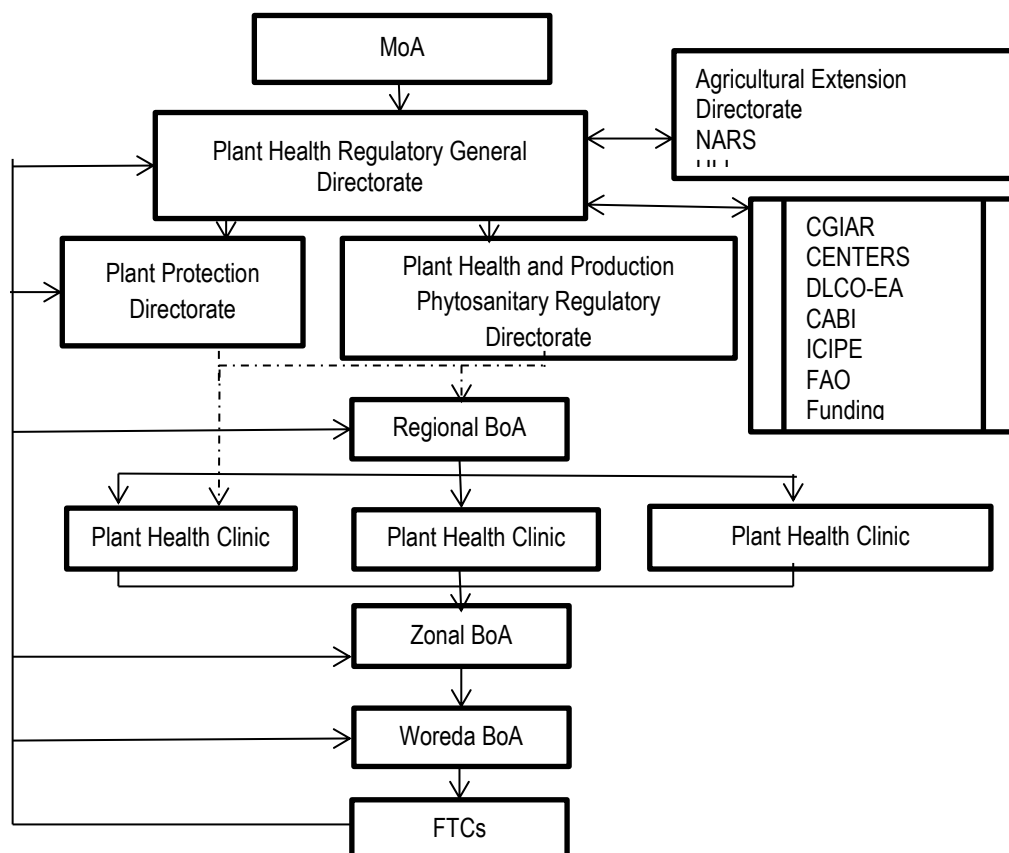 MoA
Agricultural Extension
Directorate
NARS
Plant Health Regulatory General
Directorate
CGIAR
CENTERS
DLCO-EA
CABI
ICIPE
FAO
Funding
Plant Protection
Directorate
Plant Health and Production
Phytosanitary Regulatory
Directorate
Regional BoA
Plant Health Clinic
Plant Health Clinic
Plant Health Clinic
Zonal BoA
Woreda BoA
FTCs